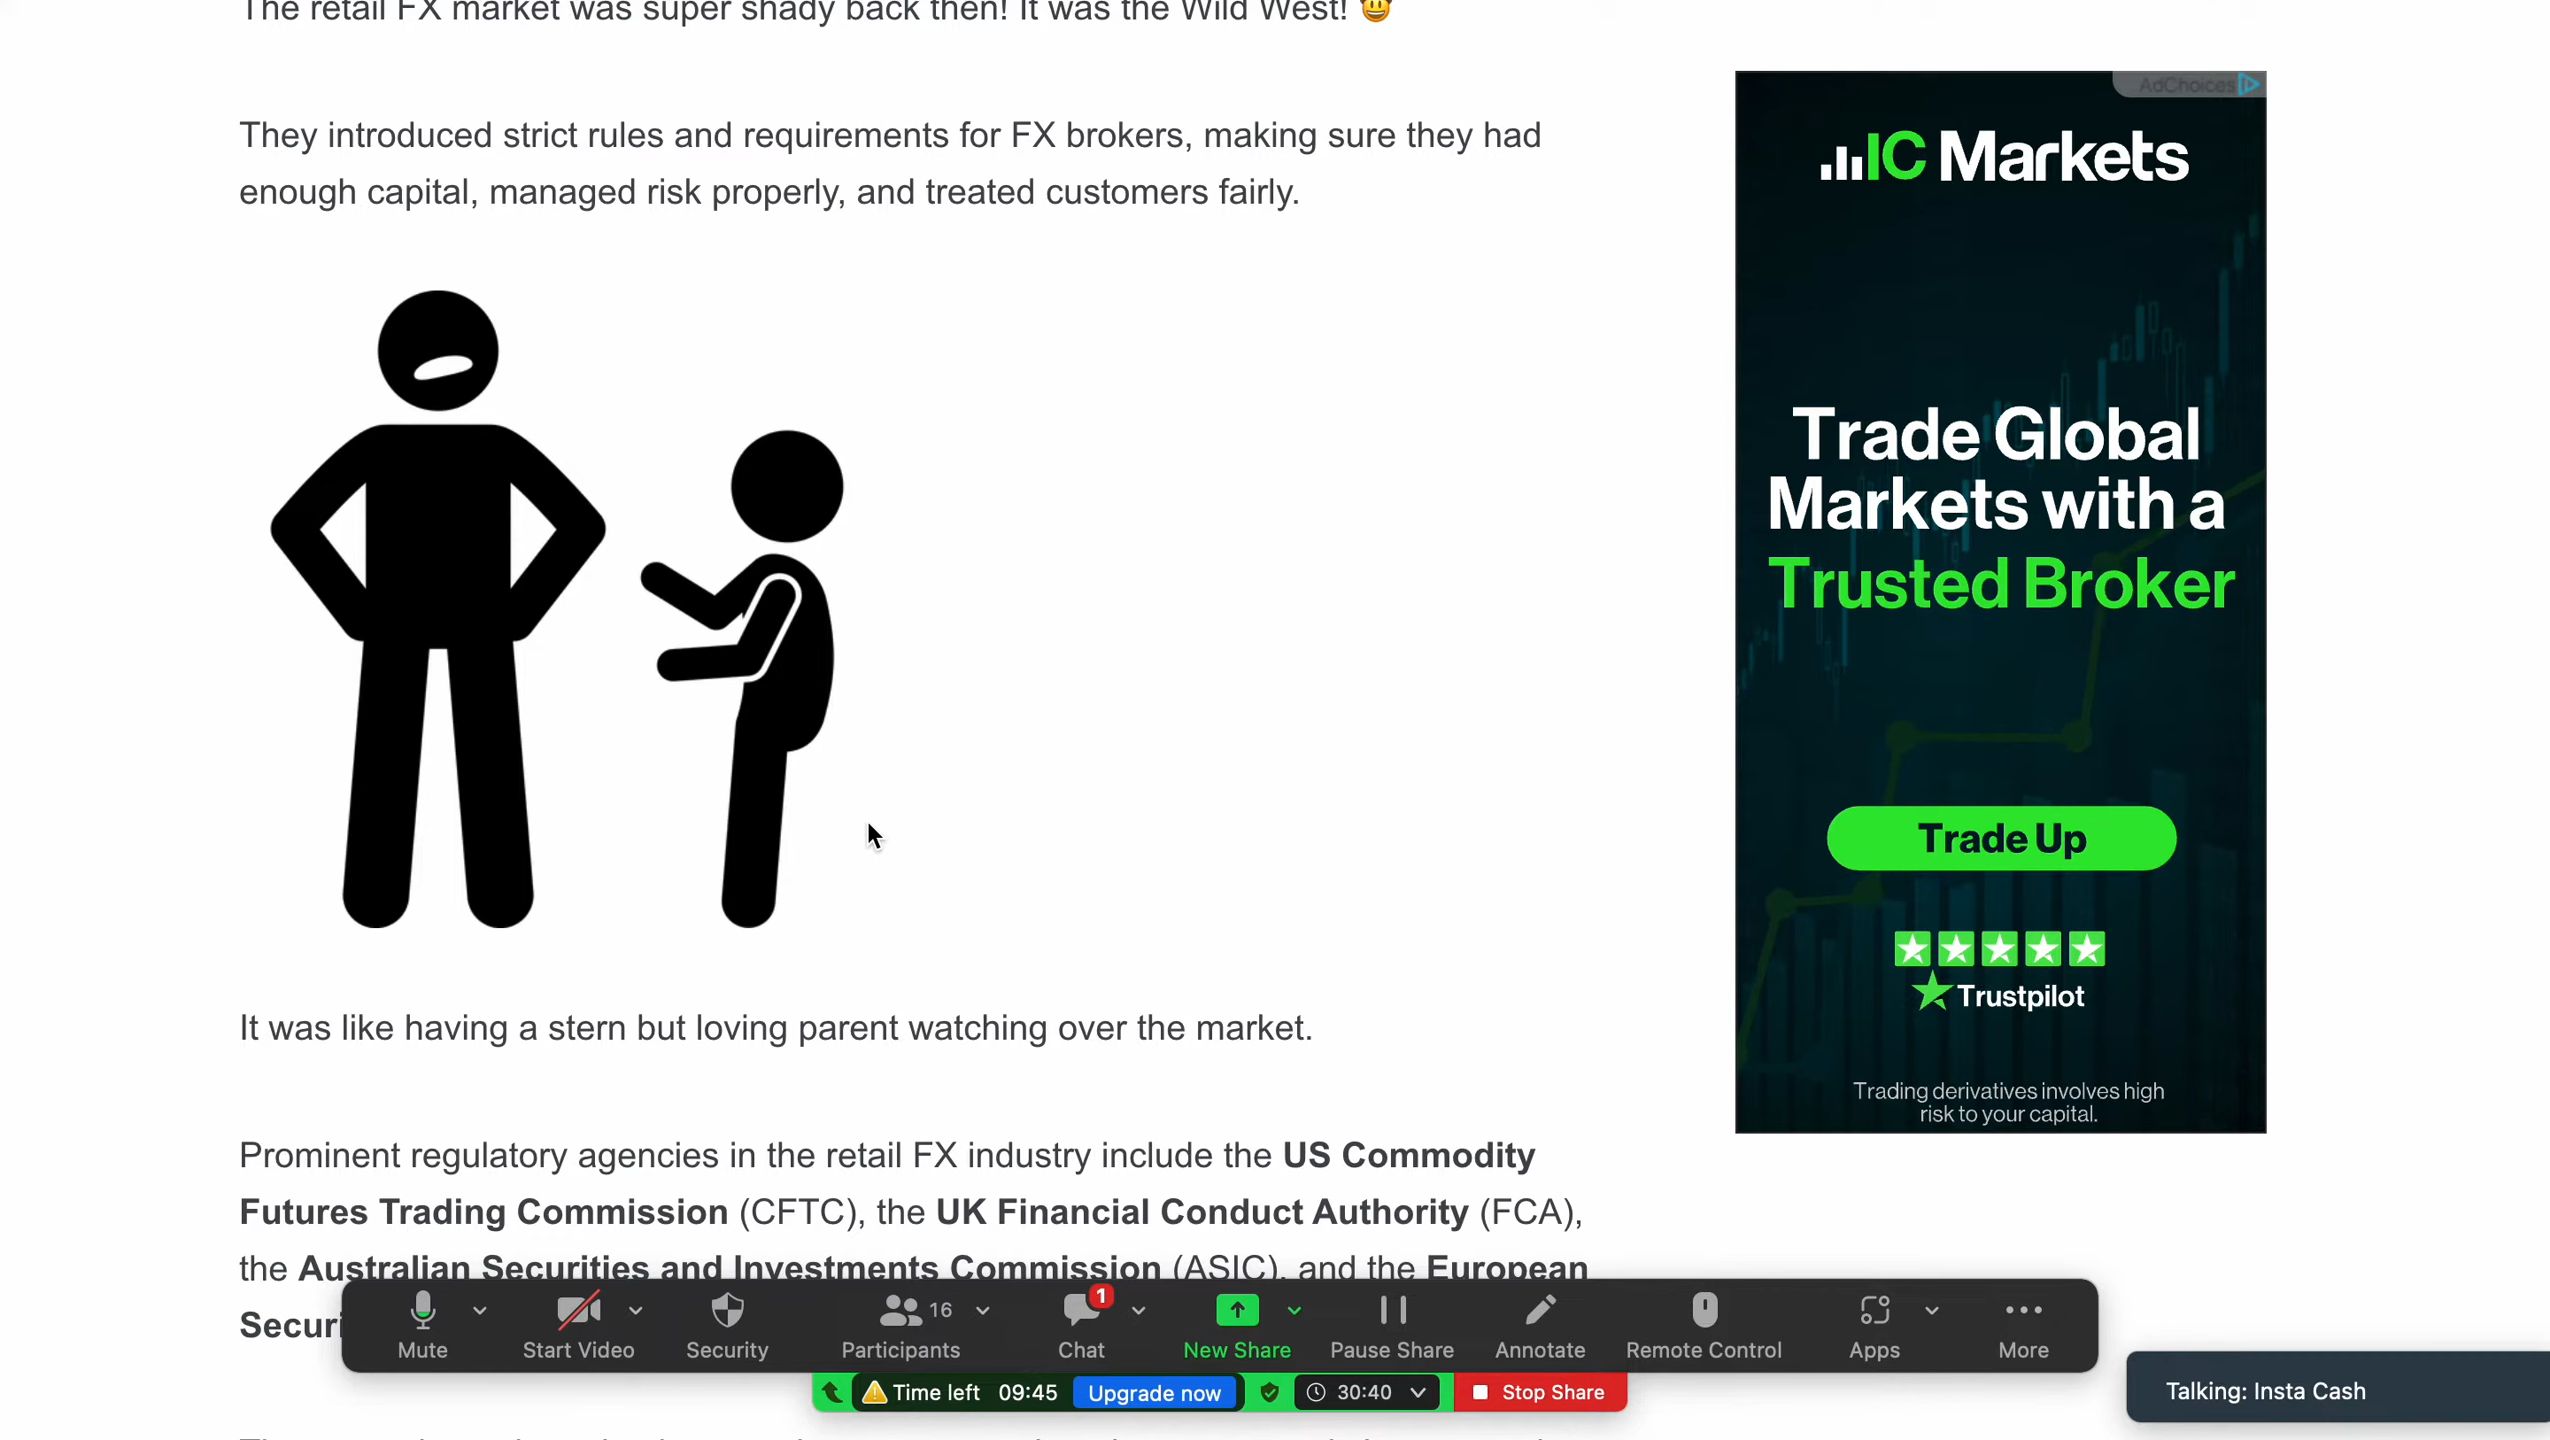 The retail FX market was super shady back then! It was the Wild West! 😃
They introduced strict rules and requirements for FX brokers, making sure they had
enough capital, managed risk properly, and treated customers fairly.
It was like having a stern but loving parent watching over the market.
Prominent regulatory agencies in the retail FX industry include the US Commodity
Futures Trading Commission (CFTC), the UK Financial Conduct Authority (FCA),
the Australian Securities and Investments Commission (ASIC), and the European
AdChoices
IC Markets
Trade Global
Markets with a
Trusted Broker
Trade Up
Trustpilot
Trading derivatives involves high
risk to your capital.
16
1
Mute
Start Video
Security
Participants
Chat
New Share
Pause Share
Annotate
Remote Control
Apps
More
Time left 09:45 Upgrade now 30:40 Stop Share
Talking: Insta Cash